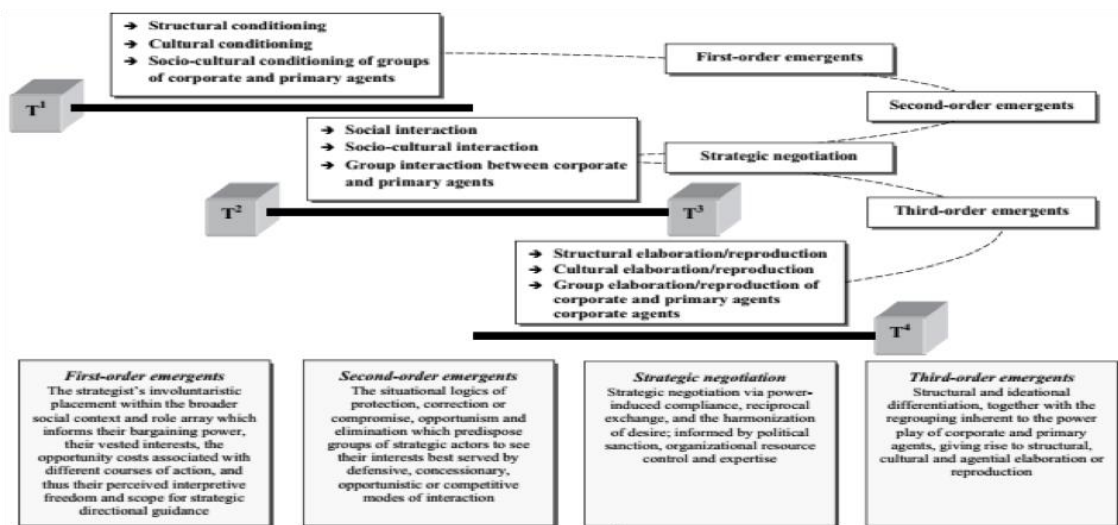 ➔ Structural conditioning
➔ Cultural conditioning
➔ Socio-cultural conditioning of groups
of corporate and primary agents
First-order emergents
T¹
Second-order emergents
➔ Social interaction
➔ Socio-cultural interaction
➔ Group interaction between corporate
and primary agents
Strategic negotiation
T²
T³
Third-order emergents
➔ Structural elaboration/reproduction
➔ Cultural elaboration/reproduction
➔ Group elaboration/reproduction of
corporate and primary agents
corporate agents
T⁴
First-order emergents
The strategist's involuntaristic
placement within the broader
social context and role array which
informs their bargaining power,
their vested interests, the
opportunity costs associated with
different courses of action, and
thus their perceived interpretive
freedom and scope for strategic
directional guidance
Second-order emergents
The situational logics of
protection, correction or
compromise, opportunism and
elimination which predispose
groups of strategic actors to see
their interests best served by
defensive, concessionary,
opportunistic or competitive
modes of interaction
Strategic negotiation
Strategic negotiation via power-
induced compliance, reciprocal
exchange, and the harmonization
of desire; informed by political
sanction, organizational resource
control and expertise
Third-order emergents
Structural and ideational
differentiation, together with the
regrouping inherent to the power
play of corporate and primary
agents, giving rise to structural,
cultural and agential elaboration or
reproduction